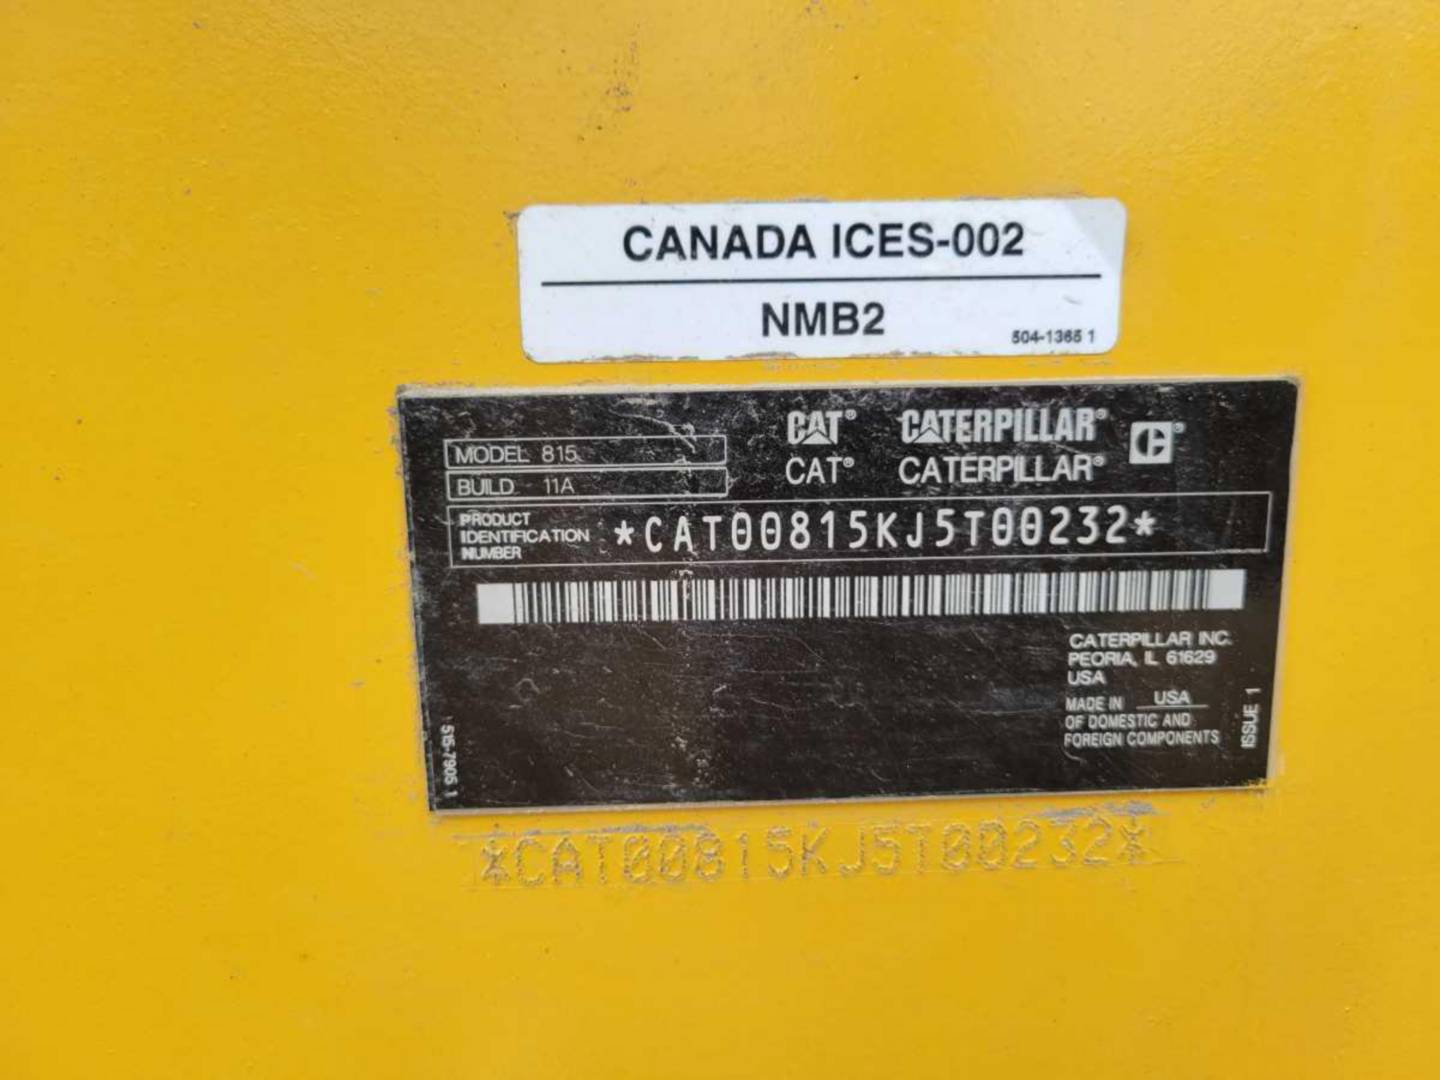 CANADA ICES-002
NMB2
504-1365 1
CAT® CATERPILLAR®
CAT® CATERPILLAR®
MODEL 815
BUILD 11A
PRODUCT
IDENTIFICATION
NUMBER
*CAT00815KJ5T00232*
CATERPILLAR INC.
PEORIA, IL 61629
USA
MADE IN USA
OF DOMESTIC AND
FOREIGN COMPONENTS
ISSUE 1
515-7905 1
*CAT00815KJ5T00232*